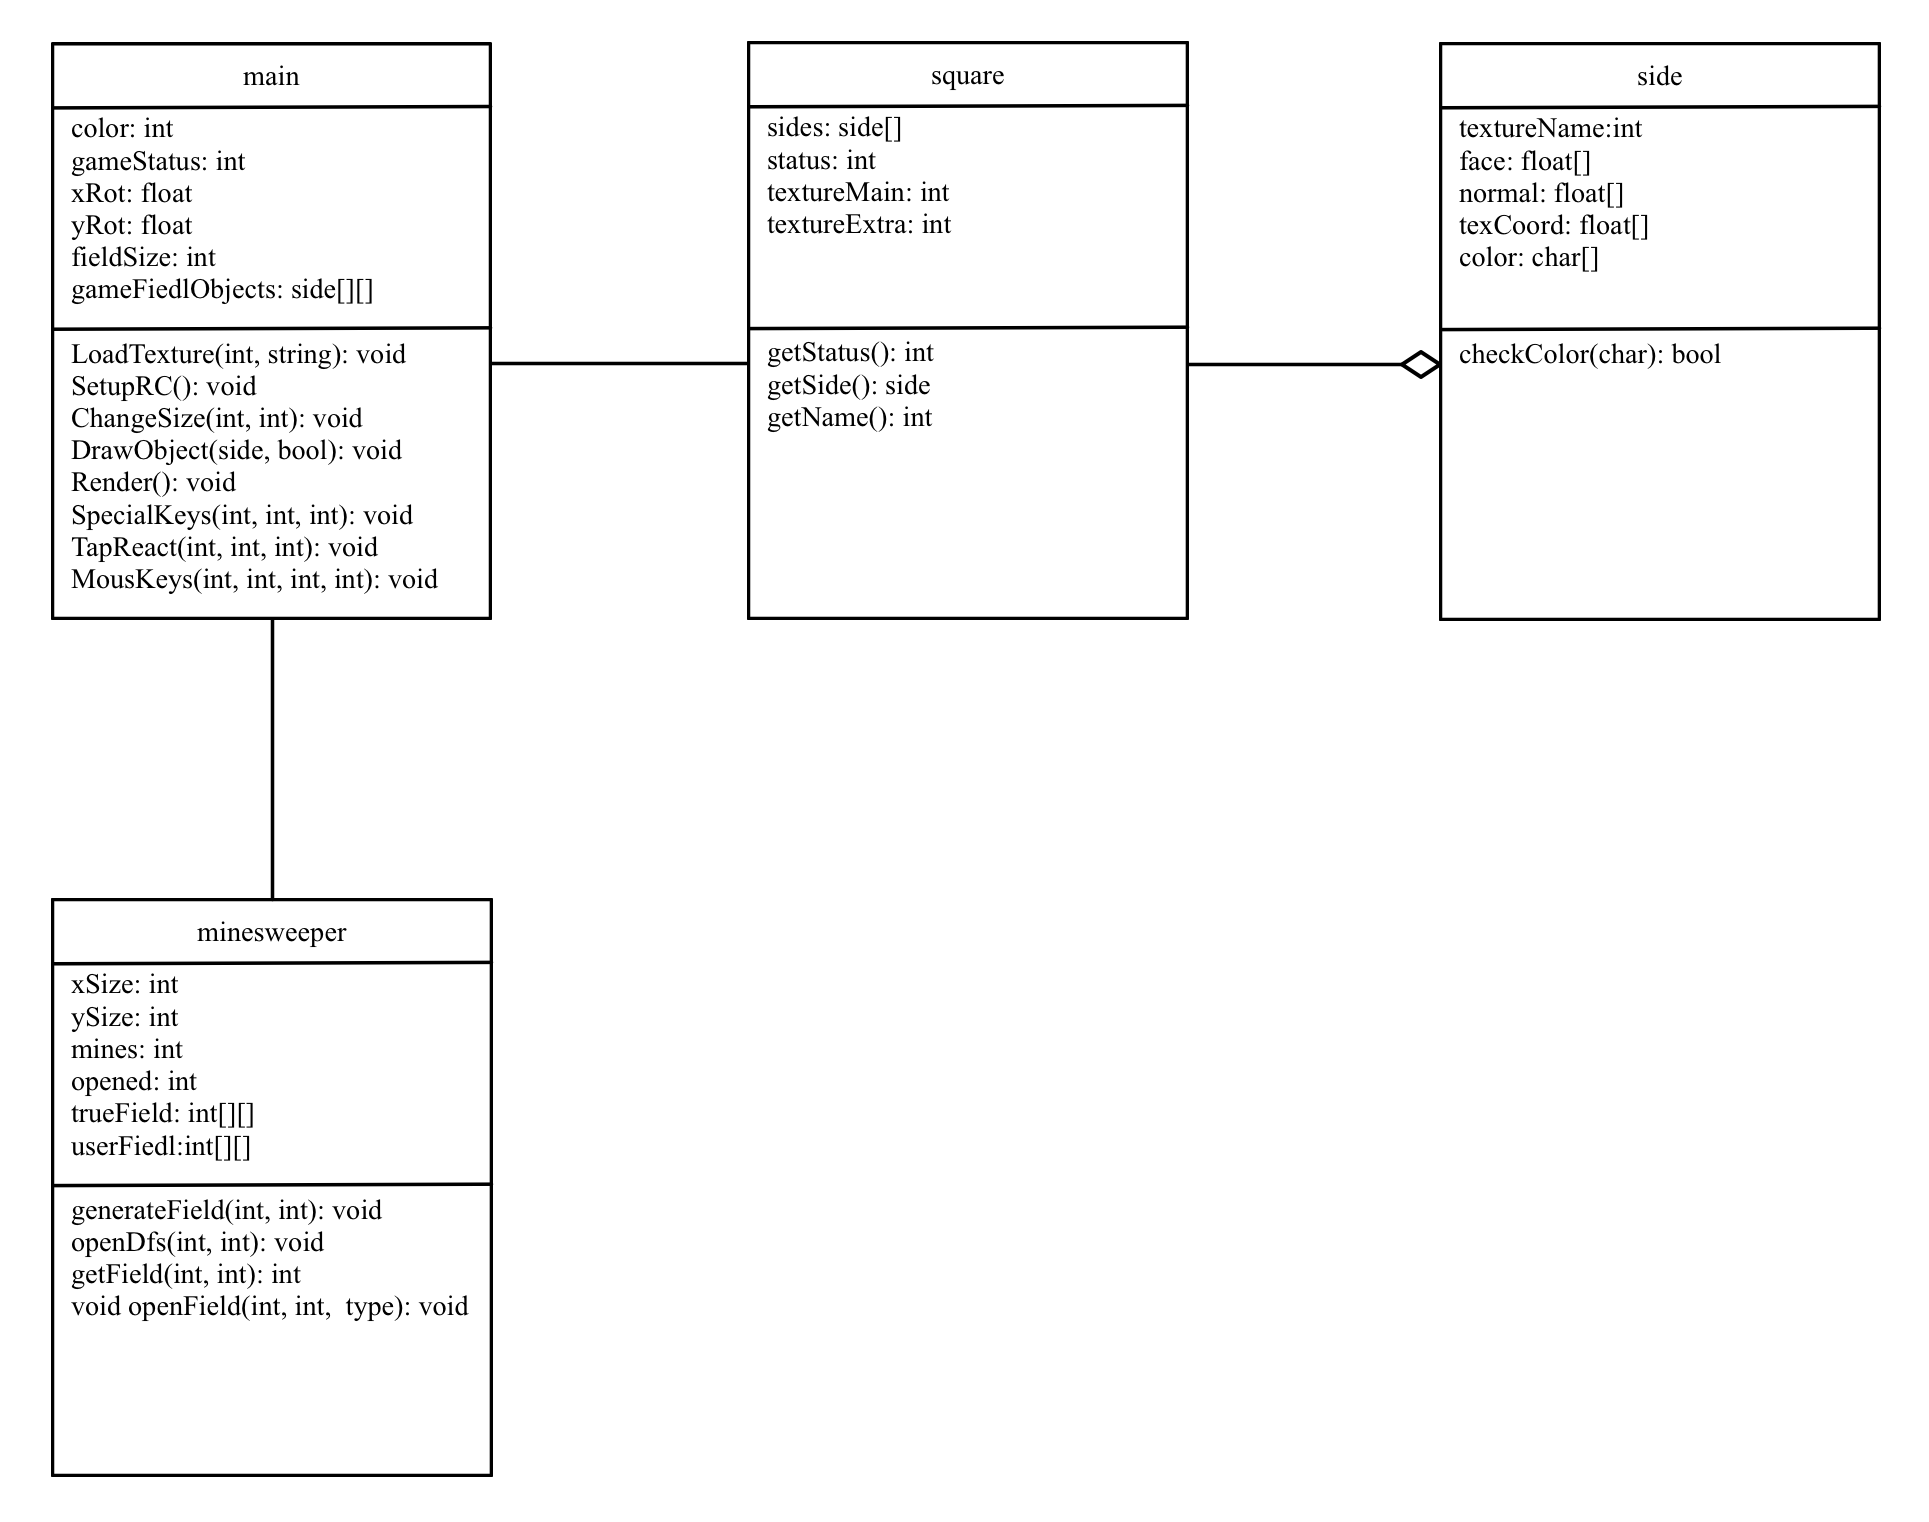 main
color: int
gameStatus: int
xRot: float
yRot: float
fieldSize: int
gameFiedlObjects: side[][]
LoadTexture(int, string): void
SetupRC(): void
ChangeSize(int, int): void
DrawObject(side, bool): void
Render(): void
SpecialKeys(int, int, int): void
TapReact(int, int, int): void
MousKeys(int, int, int, int): void
square
sides: side[]
status: int
textureMain: int
textureExtra: int
getStatus(): int
getSide(): side
getName(): int
side
textureName:int
face: float[]
normal: float[]
texCoord: float[]
color: char[]
checkColor(char): bool
minesweeper
xSize: int
ySize: int
mines: int
opened: int
trueField: int[][]
userFiedl:int[][]
generateField(int, int): void
openDfs(int, int): void
getField(int, int): int
void openField(int, int,  type): void